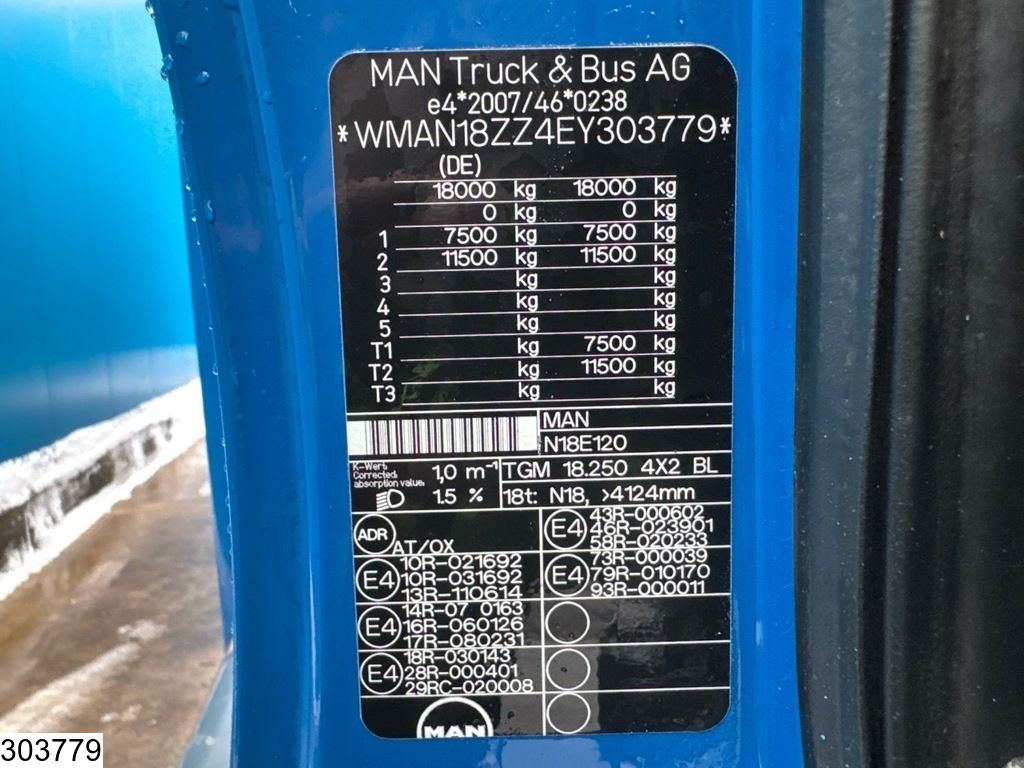 MAN Truck & Bus AG
e4*2007/46*0238
*WMAN18ZZ4EY303779*
(DE)
18000 kg 18000 kg
0 kg 0 kg
1 7500 kg 7500 kg
2 11500 kg 11500 kg
3 kg kg
4 kg kg
5 kg kg
T1 kg 7500 kg
T2 kg 11500 kg
T3 kg kg
MAN
N18E120
K-Wert: Corrected absorption value: 1,0 m⁻¹
TGM 18.250 4X2 BL
1.5 %
18t: N18, >4124mm
ADR AT/OX
E4 43R-000602
46R-023901
58R-020233
E4 10R-021692
10R-031692
13R-110614
E4 73R-000039
79R-010170
93R-000011
E4 14R-07 0163
16R-060126
17R-080231
E4 18R-030143
28R-000401
29RC-020008
MAN
303779